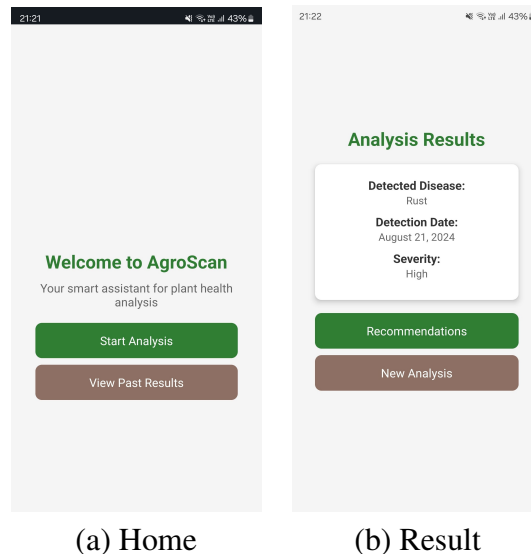 21:21
43%
Welcome to AgroScan
Your smart assistant for plant health
analysis
Start Analysis
View Past Results
(a) Home
21:22
43%
Analysis Results
Detected Disease:
Rust
Detection Date:
August 21, 2024
Severity:
High
Recommendations
New Analysis
(b) Result